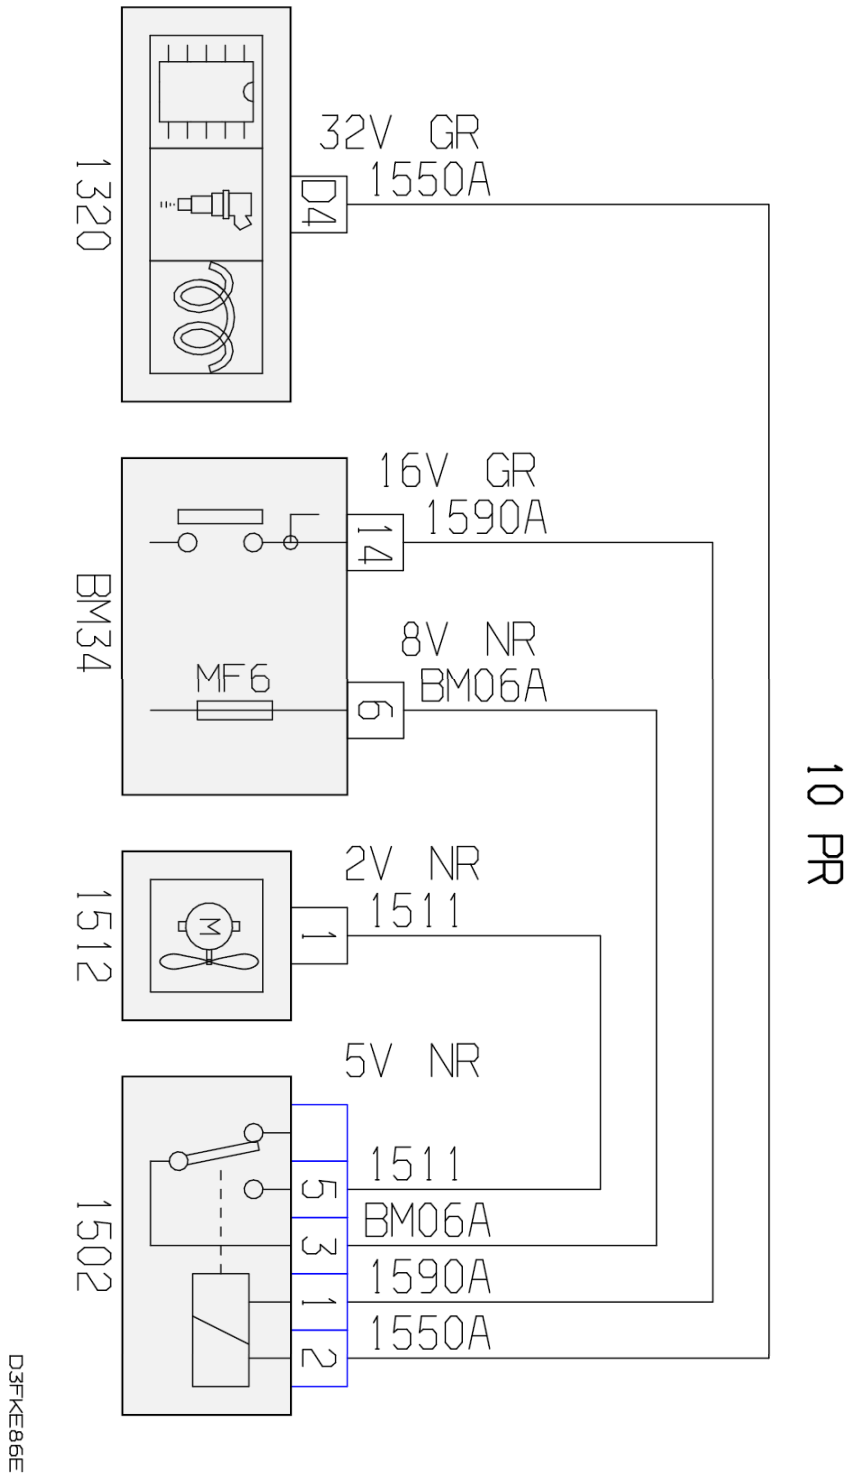 32V GR
1550A
D4
1320
16V GR
1590A
14
8V NR
BM06A
BM34
MF6
6
10 PR
2V NR
1511
1
1512
M
5V NR
1511
5
BM06A
3
1590A
1
1550A
2
1502
D3FKE86E